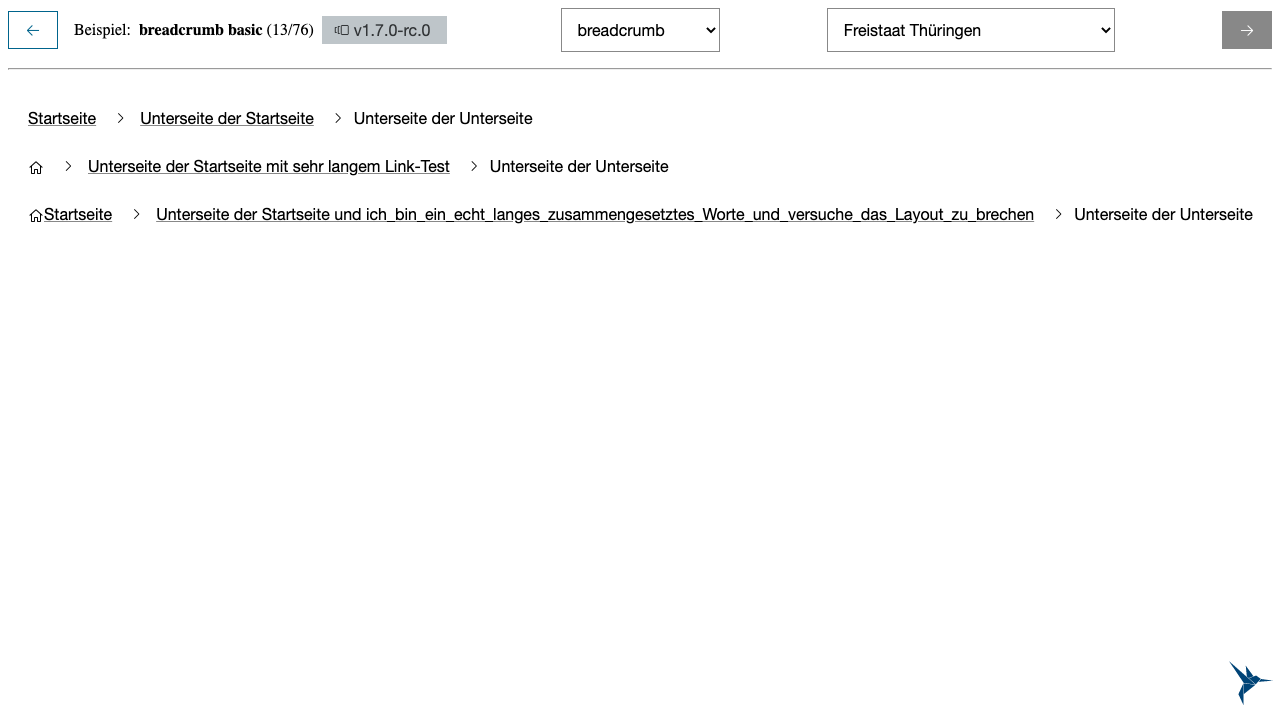 Beispiel: breadcrumb basic (13/76) v1.7.0-rc.0 breadcrumb Freistaat Thüringen
Startseite Unterseite der Startseite Unterseite der Unterseite
Unterseite der Startseite mit sehr langem Link-Test Unterseite der Unterseite
Startseite Unterseite der Startseite und ich_bin_ein_echt_langes_zusammengesetztes_Worte_und_versuche_das_Layout_zu_brechen Unterseite der Unterseite